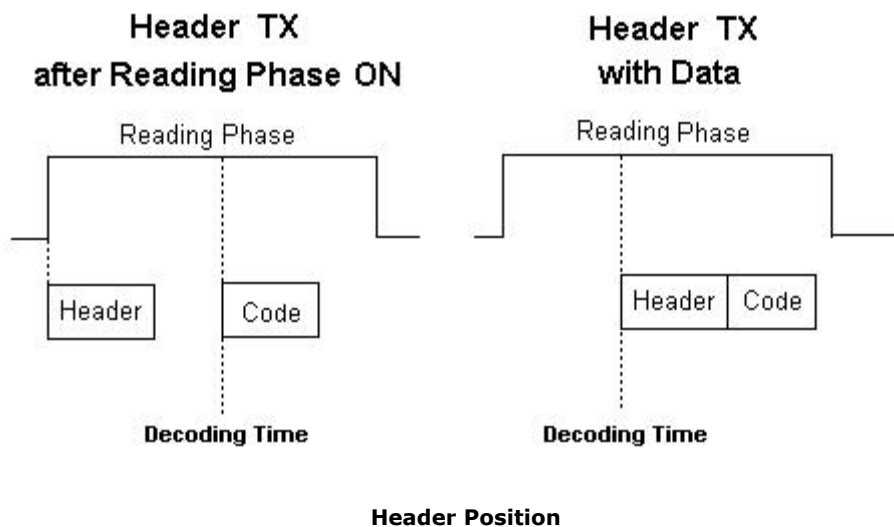 Header TX
after Reading Phase ON
Reading Phase
Header
Code
Decoding Time
Header TX
with Data
Reading Phase
Header
Code
Decoding Time
Header Position